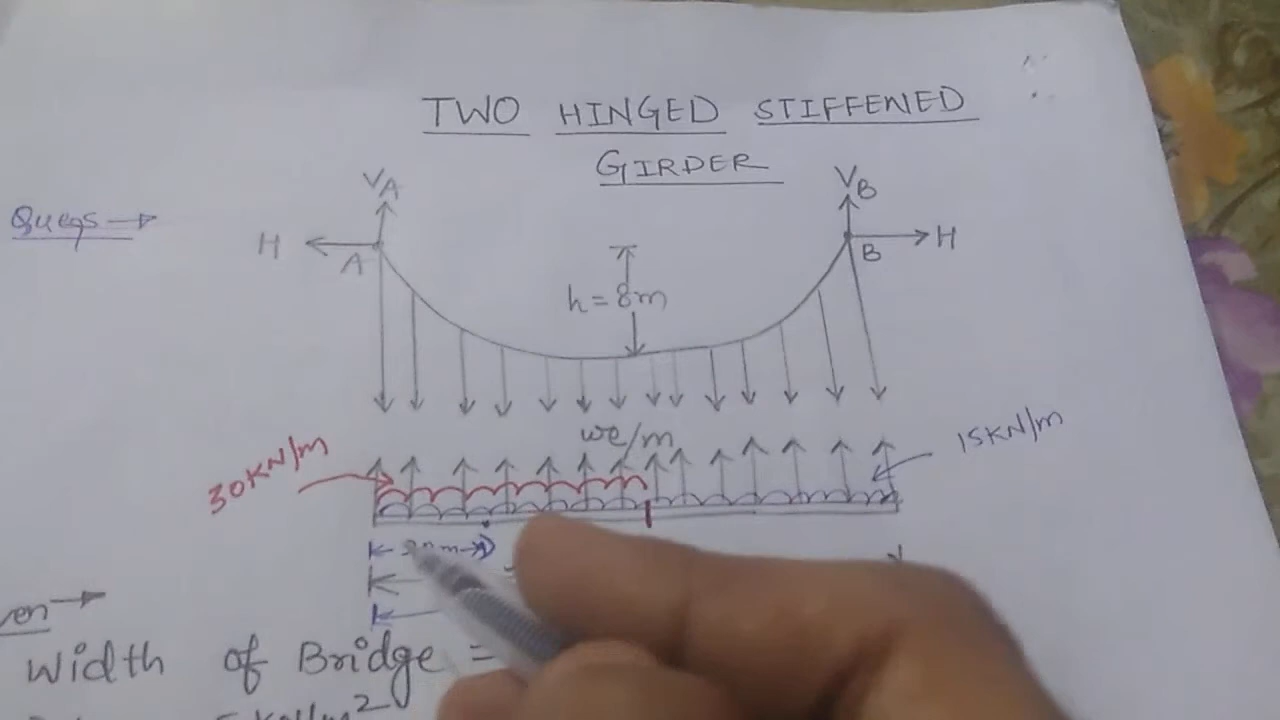 TWO HINGED STIFFENED
GIRDER
Ques
VA
VB
H
A
B
H
h = 8m
we/m
30KN/m
15KN/m
Width of Bridge =